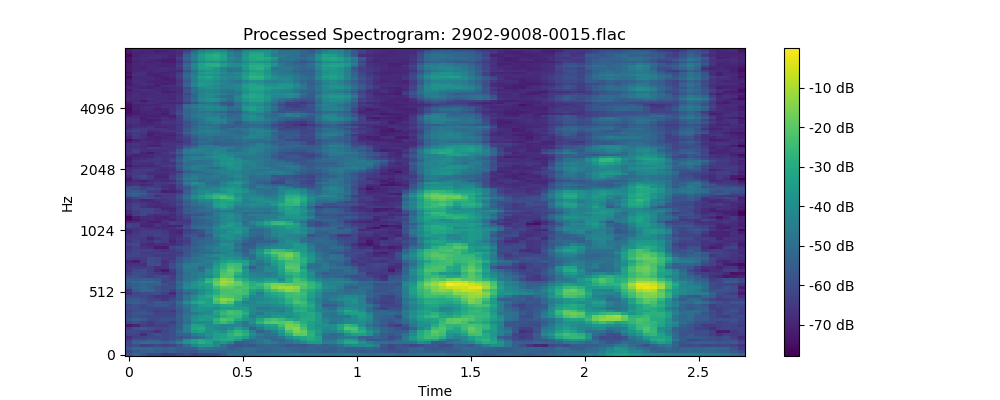 Processed Spectrogram: 2902-9008-0015.flac
Hz
4096
2048
1024
512
0
0
0.5
1
1.5
2
2.5
Time
-10 dB
-20 dB
-30 dB
-40 dB
-50 dB
-60 dB
-70 dB